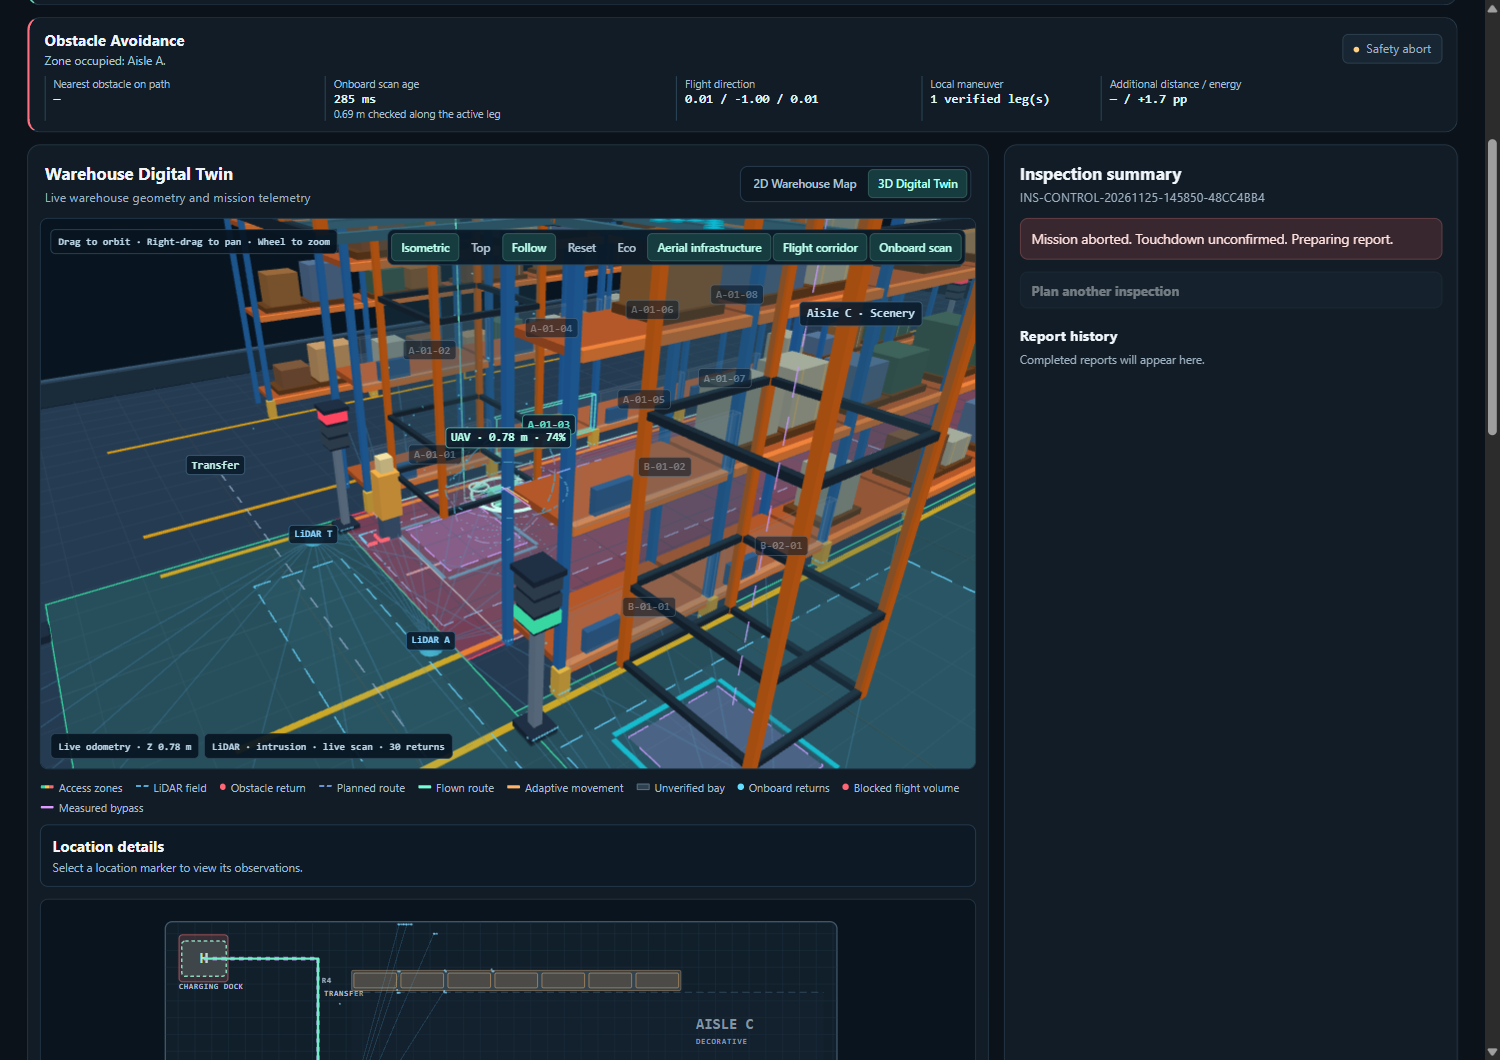 Obstacle Avoidance
Zone occupied: Aisle A.
Safety abort
Nearest obstacle on path
—
Onboard scan age
285 ms
0.69 m checked along the active leg
Flight direction
0.01 / -1.00 / 0.01
Local maneuver
1 verified leg(s)
Additional distance / energy
— / +1.7 pp
Warehouse Digital Twin
Live warehouse geometry and mission telemetry
2D Warehouse Map
3D Digital Twin
Drag to orbit · Right-drag to pan · Wheel to zoom
Isometric
Top
Follow
Reset
Eco
Aerial infrastructure
Flight corridor
Onboard scan
A-01-08
A-01-06
Aisle C · Scenery
A-01-04
A-01-02
A-01-07
A-01-05
A-01-03
UAV · 0.78 m · 74%
A-01-01
Transfer
B-01-02
LiDAR T
B-02-01
B-01-01
LiDAR A
Live odometry · Z 0.78 m
LiDAR · intrusion · live scan · 30 returns
Access zones
LiDAR field
Obstacle return
Planned route
Flown route
Adaptive movement
Unverified bay
Onboard returns
Blocked flight volume
Measured bypass
Location details
Select a location marker to view its observations.
H
CHARGING DOCK
R4
TRANSFER
AISLE C
DECORATIVE
Inspection summary
INS-CONTROL-20261125-145850-48CC4BB4
Mission aborted. Touchdown unconfirmed. Preparing report.
Plan another inspection
Report history
Completed reports will appear here.